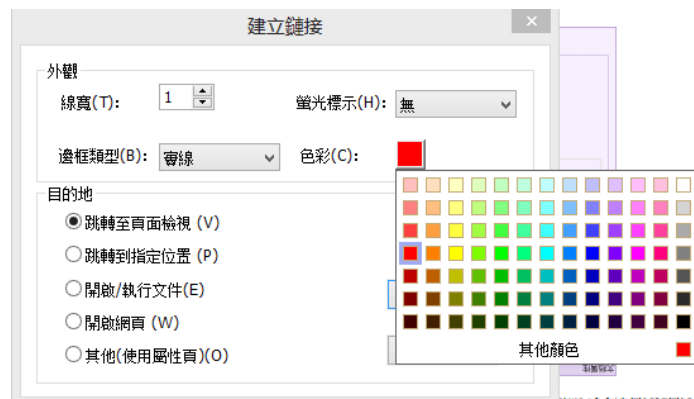 建立鏈接
外觀
線寬(T): 1 螢光標示(H): 無
邊框類型(B): 實線 色彩(C):
目的地
跳轉至頁面檢視 (V)
跳轉到指定位置 (P)
開啟/執行文件(E)
開啟網頁 (W)
其他(使用屬性頁)(O)
其他顏色